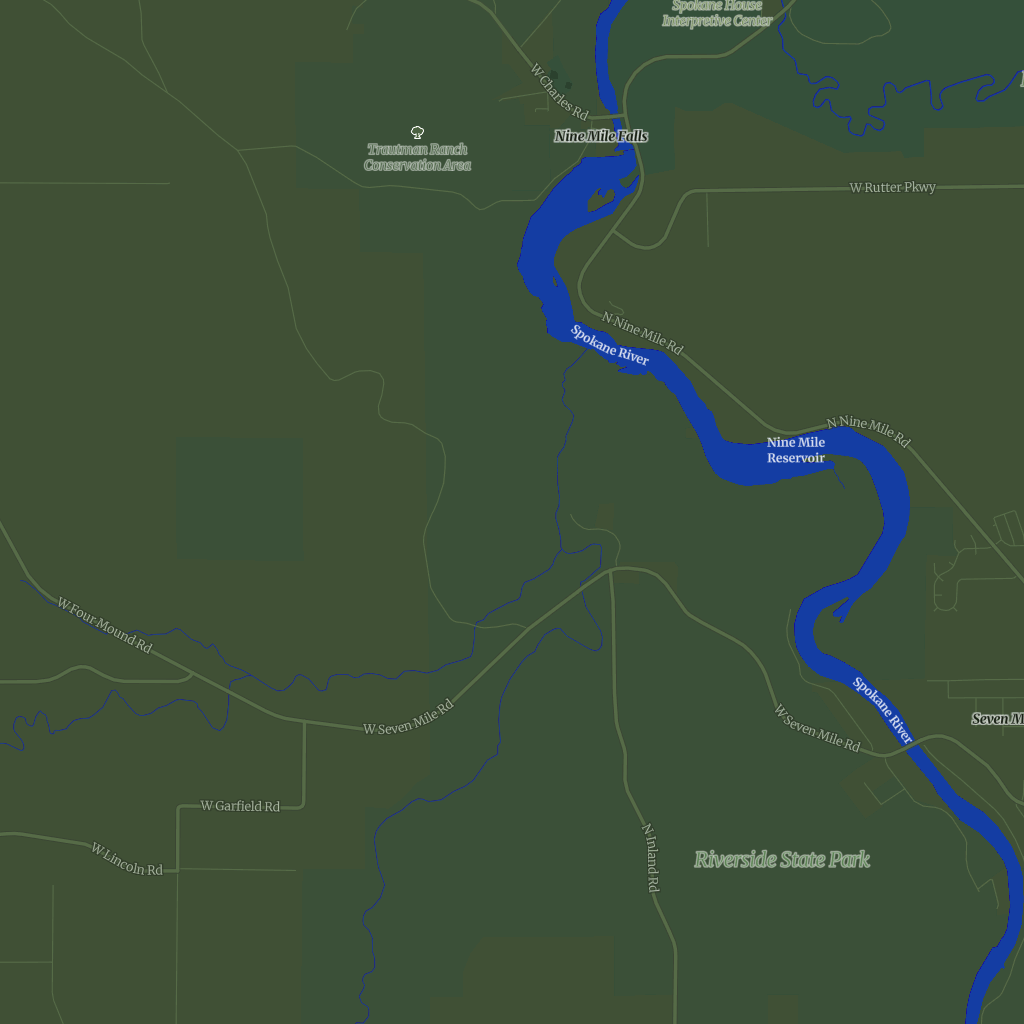 Spokane House
Interpretive Center
W Charles Rd
Nine Mile Falls
Trautman Ranch
Conservation Area
W Rutter Pkwy
N Nine Mile Rd
Spokane River
N Nine Mile Rd
Nine Mile
Reservoir
W Four Mound Rd
Spokane River
W Seven Mile Rd
W Seven Mile Rd
Seven M
W Garfield Rd
N Inland Rd
W Lincoln Rd
Riverside State Park